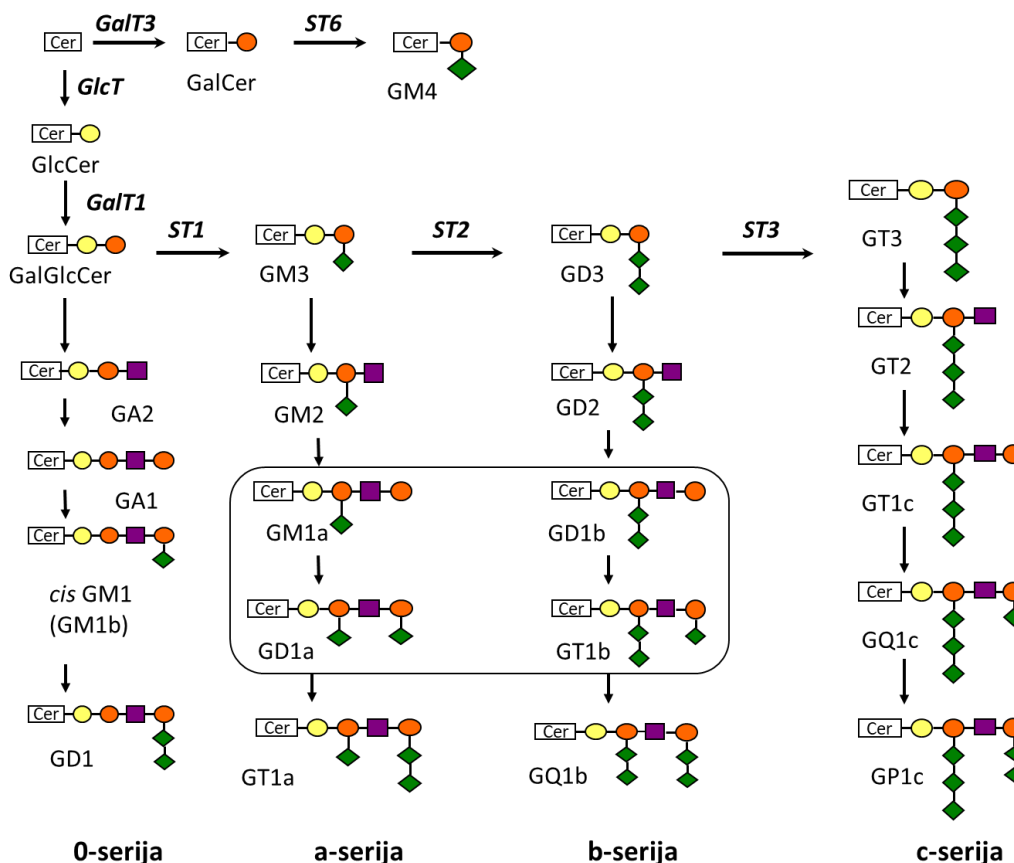 GalT3 ST6
Cer Cer Cer
GalCer GM4
GlcT
Cer
GlcCer
GalT1 ST1 ST2 ST3
Cer Cer Cer Cer
GalGlcCer GM3 GD3 GT3
Cer Cer Cer Cer
GA2 GM2 GD2 GT2
Cer Cer Cer Cer
GA1 GM1a GD1b GT1c
Cer Cer Cer Cer
cis GM1
(GM1b) GD1a GT1b GQ1c
Cer Cer Cer Cer
GD1 GT1a GQ1b GP1c
0-serija a-serija b-serija c-serija